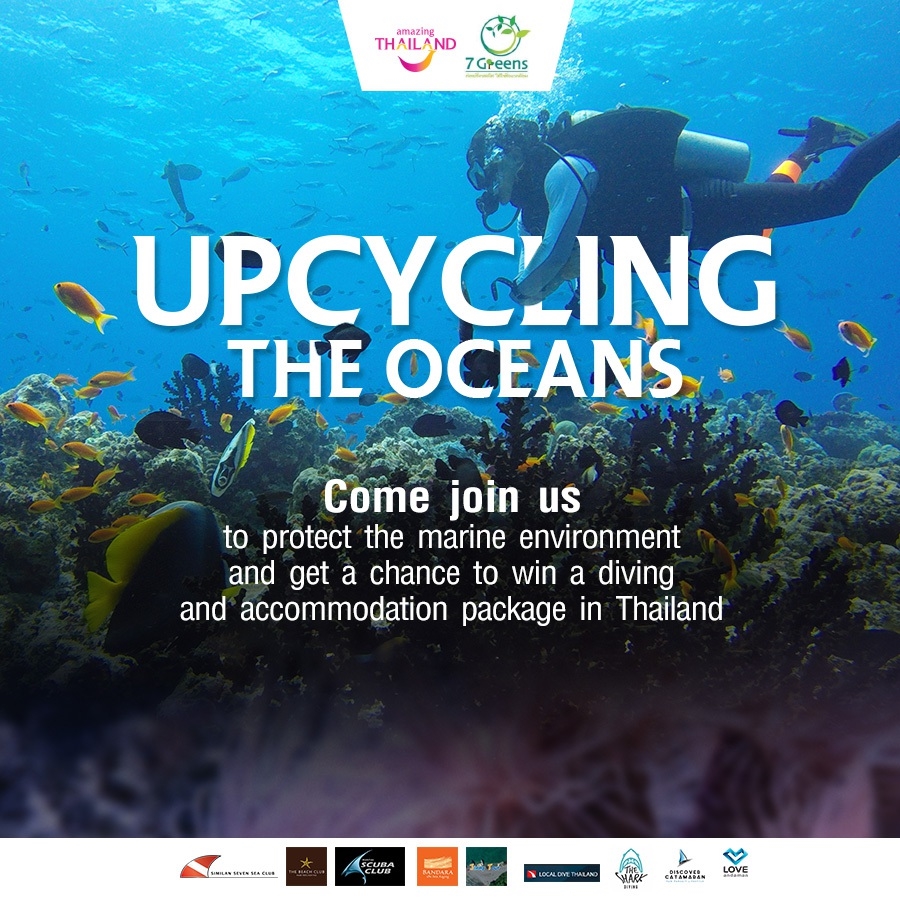 amazing
THAILAND
7 Greens
UPCYCLING
THE OCEANS
Come join us
to protect the marine environment
and get a chance to win a diving
and accommodation package in Thailand
SIMILAN SEVEN SEA CLUB
THE BEACH CLUB
SCUBA
CLUB
BANDARA
LOCAL DIVE THAILAND
THE
SHARK
DIVING
DISCOVER
CATAMARAN
LOVE
andaman